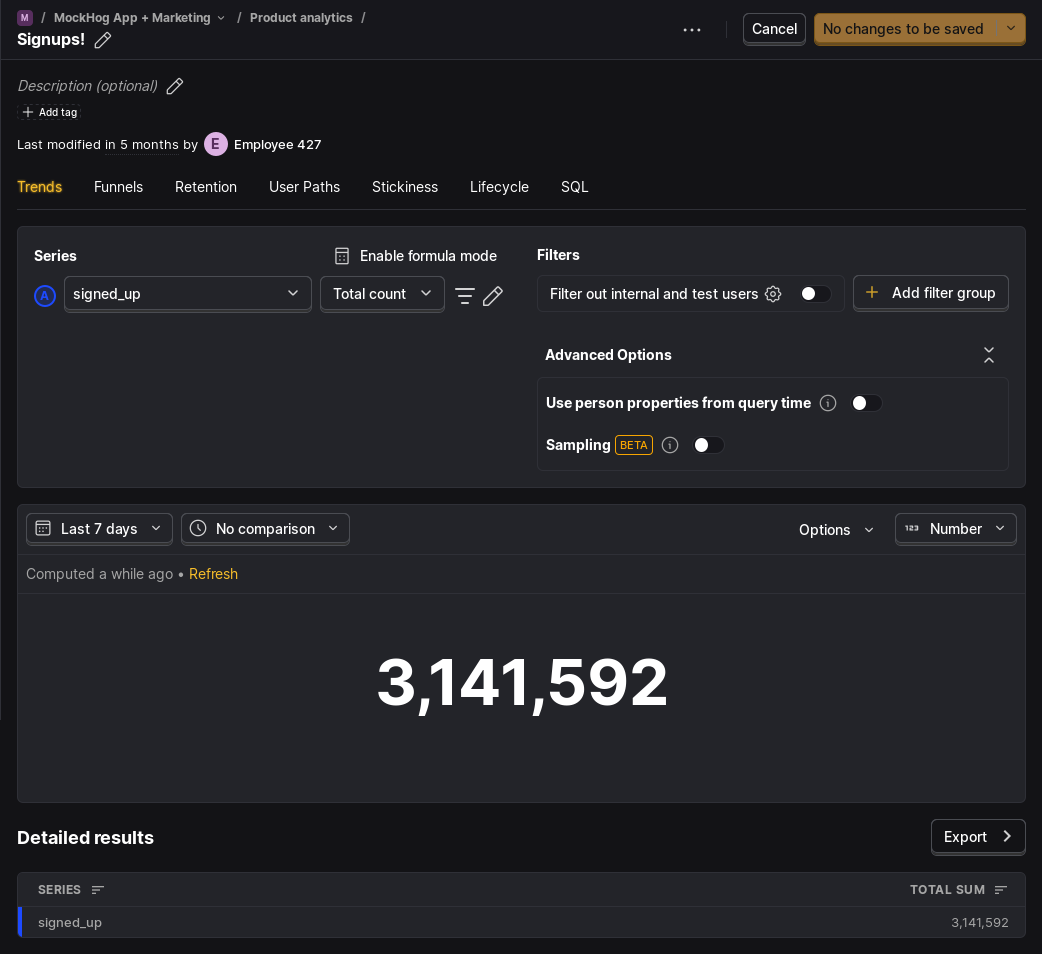 M / MockHog App + Marketing / Product analytics /
Signups!
Cancel
No changes to be saved
Description (optional)
Add tag
Last modified in 5 months by E Employee 427
Trends Funnels Retention User Paths Stickiness Lifecycle SQL
Series
Enable formula mode
A signed_up Total count
Filters
Filter out internal and test users
Add filter group
Advanced Options
Use person properties from query time
Sampling BETA
Last 7 days No comparison Options 123 Number
Computed a while ago • Refresh
3,141,592
Detailed results
Export
SERIES TOTAL SUM
signed_up 3,141,592